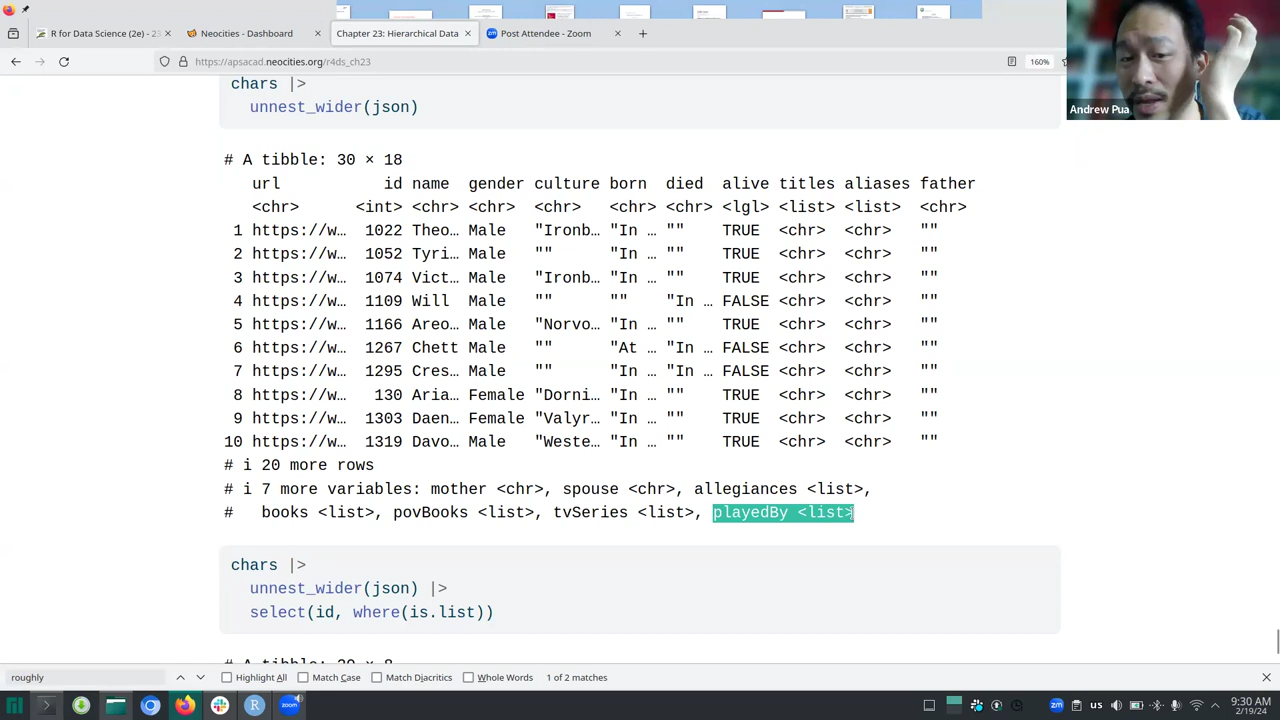 R for Data Science (2e) - 23
Neocities - Dashboard
Chapter 23: Hierarchical Data
Post Attendee - Zoom
https://apsacad.neocities.org/r4ds_ch23
160%
Andrew Pua
chars |>
unnest_wider(json)
# A tibble: 30 × 18
url id name gender culture born died alive titles aliases father
<chr> <int> <chr> <chr> <chr> <chr> <chr> <lgl> <list> <list> <chr>
1 https://w… 1022 Theo… Male "Ironb… "In … "" TRUE <chr> <chr> ""
2 https://w… 1052 Tyri… Male "" "In … "" TRUE <chr> <chr> ""
3 https://w… 1074 Vict… Male "Ironb… "In … "" TRUE <chr> <chr> ""
4 https://w… 1109 Will Male "" "" "In … FALSE <chr> <chr> ""
5 https://w… 1166 Areo… Male "Norvo… "In … "" TRUE <chr> <chr> ""
6 https://w… 1267 Chett Male "" "At … "In … FALSE <chr> <chr> ""
7 https://w… 1295 Cres… Male "" "In … "In … FALSE <chr> <chr> ""
8 https://w… 130 Aria… Female "Dorni… "In … "" TRUE <chr> <chr> ""
9 https://w… 1303 Daen… Female "Valyr… "In … "" TRUE <chr> <chr> ""
10 https://w… 1319 Davo… Male "Weste… "In … "" TRUE <chr> <chr> ""
# i 20 more rows
# i 7 more variables: mother <chr>, spouse <chr>, allegiances <list>,
# books <list>, povBooks <list>, tvSeries <list>, playedBy <list>
chars |>
unnest_wider(json) |>
select(id, where(is.list))
# A tibble: 30 × 8
roughly
Highlight All
Match Case
Match Diacritics
Whole Words
1 of 2 matches
us
9:30 AM
2/19/24